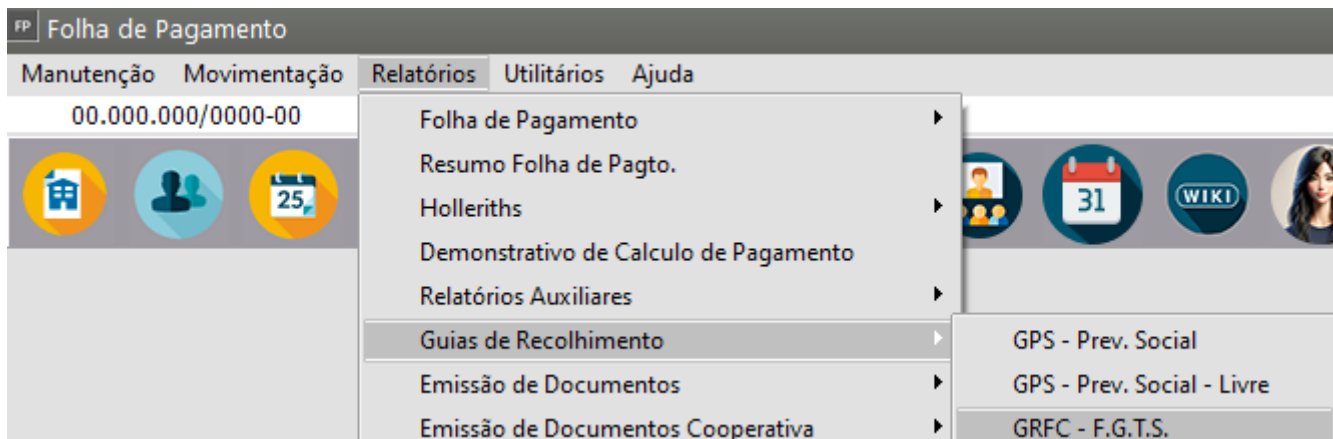 FP Folha de Pagamento
Manutenção Movimentação Relatórios Utilitários Ajuda
00.000.000/0000-00
Folha de Pagamento
Resumo Folha de Pagto.
Holleriths
Demonstrativo de Calculo de Pagamento
Relatórios Auxiliares
Guias de Recolhimento
Emissão de Documentos
Emissão de Documentos Cooperativa
25
31
WIKI
GPS - Prev. Social
GPS - Prev. Social - Livre
GRFC - F.G.T.S.